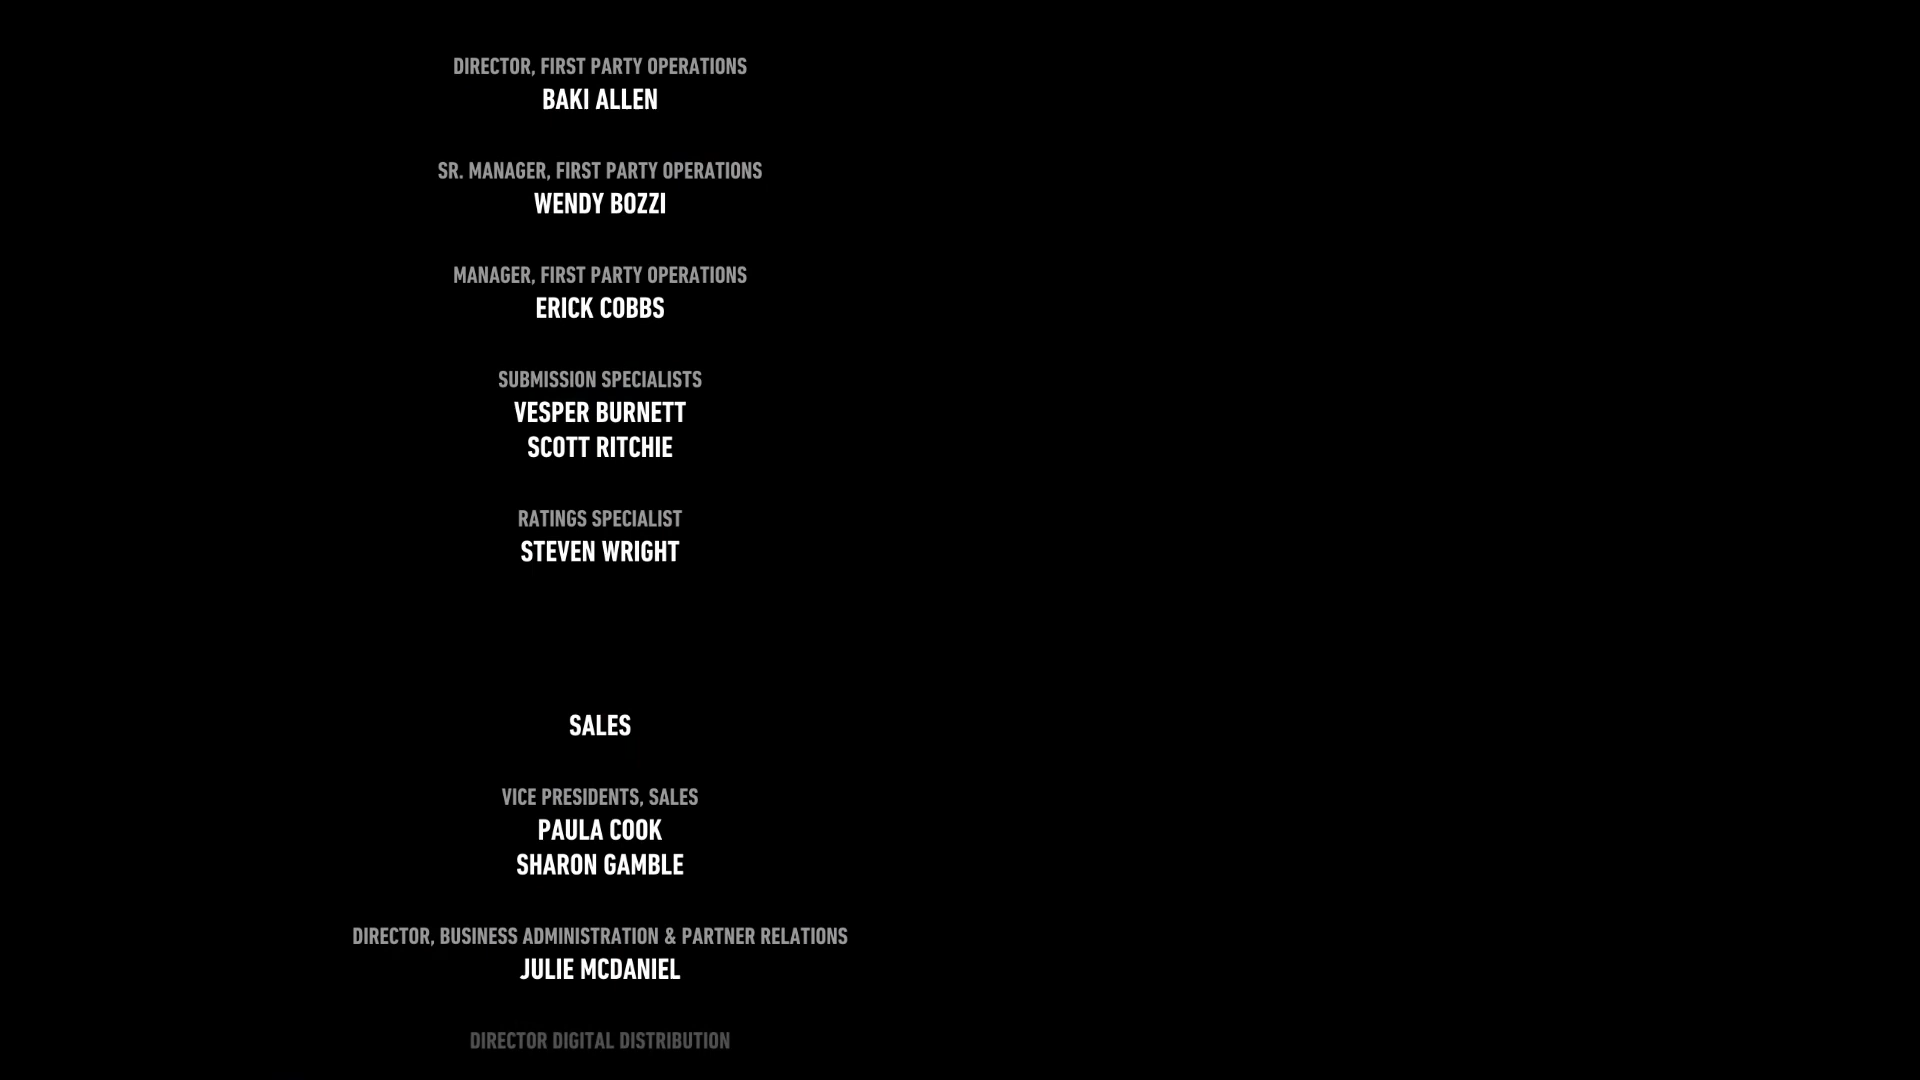 DIRECTOR, FIRST PARTY OPERATIONS
BAKI ALLEN
SR. MANAGER, FIRST PARTY OPERATIONS
WENDY BOZZI
MANAGER, FIRST PARTY OPERATIONS
ERICK COBBS
SUBMISSION SPECIALISTS
VESPER BURNETT
SCOTT RITCHIE
RATINGS SPECIALIST
STEVEN WRIGHT
SALES
VICE PRESIDENTS, SALES
PAULA COOK
SHARON GAMBLE
DIRECTOR, BUSINESS ADMINISTRATION & PARTNER RELATIONS
JULIE MCDANIEL
DIRECTOR DIGITAL DISTRIBUTION